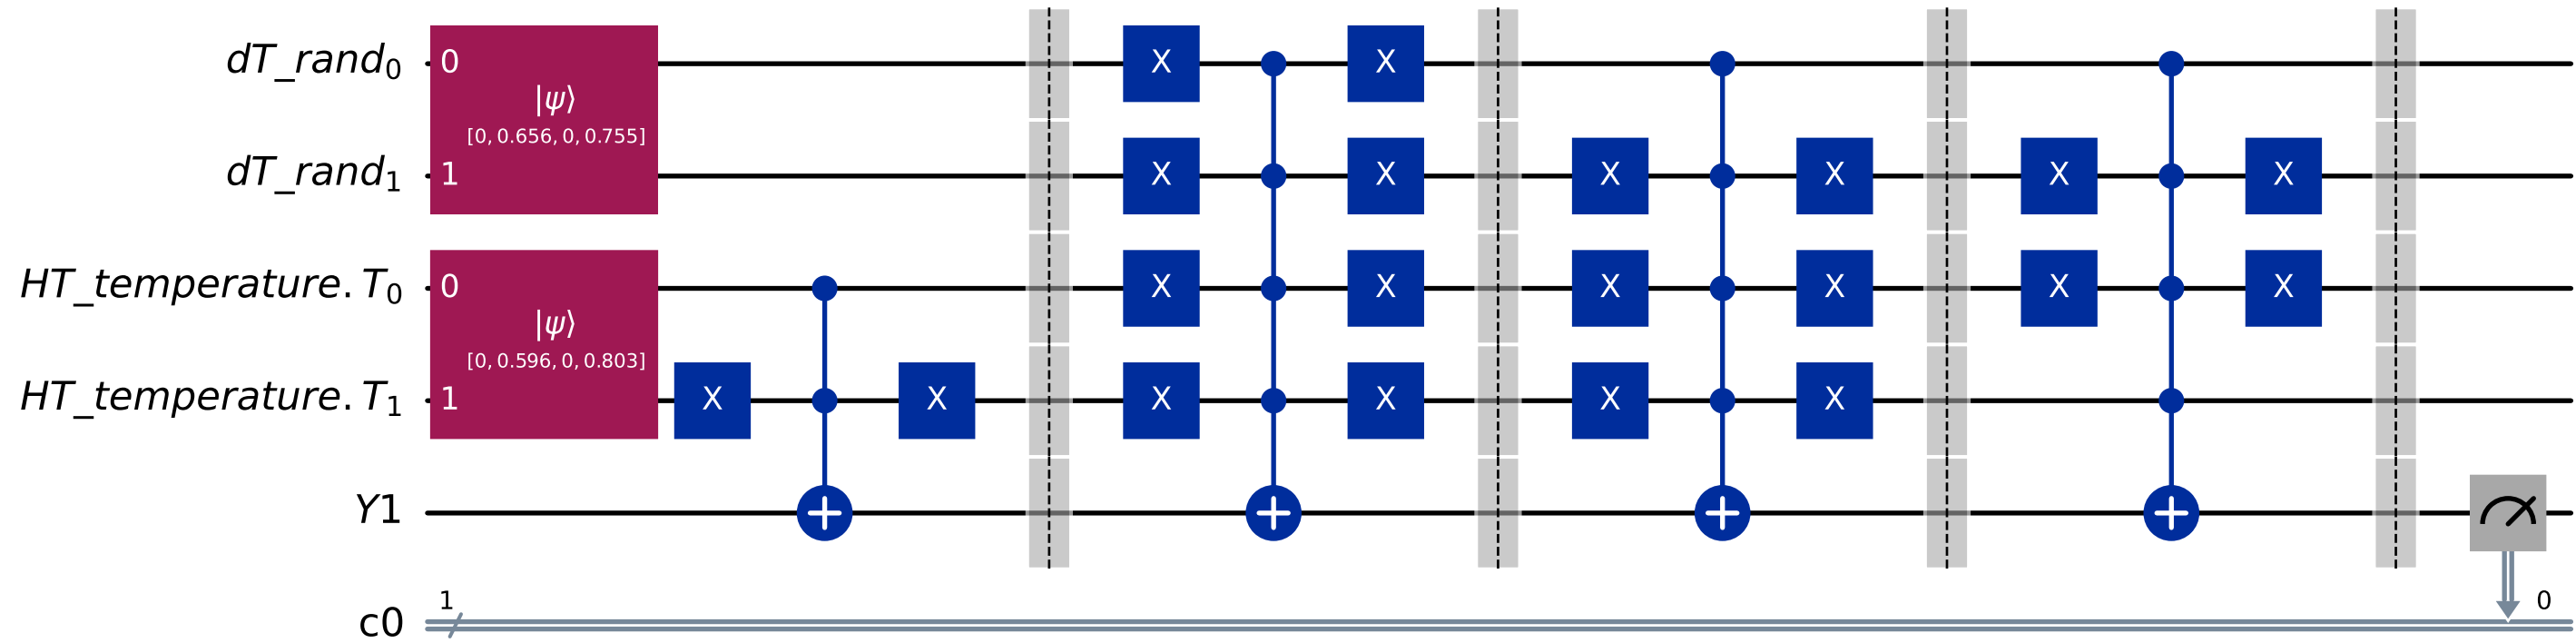 dT_rand₀ 0 X X
|ψ⟩
[0, 0.656, 0, 0.755]
dT_rand₁ 1 X X X X X X
HT_temperature.T₀ 0 X X X X X X
|ψ⟩
[0, 0.596, 0, 0.803]
HT_temperature.T₁ 1 X X X X X X
Y1
c0 1 0